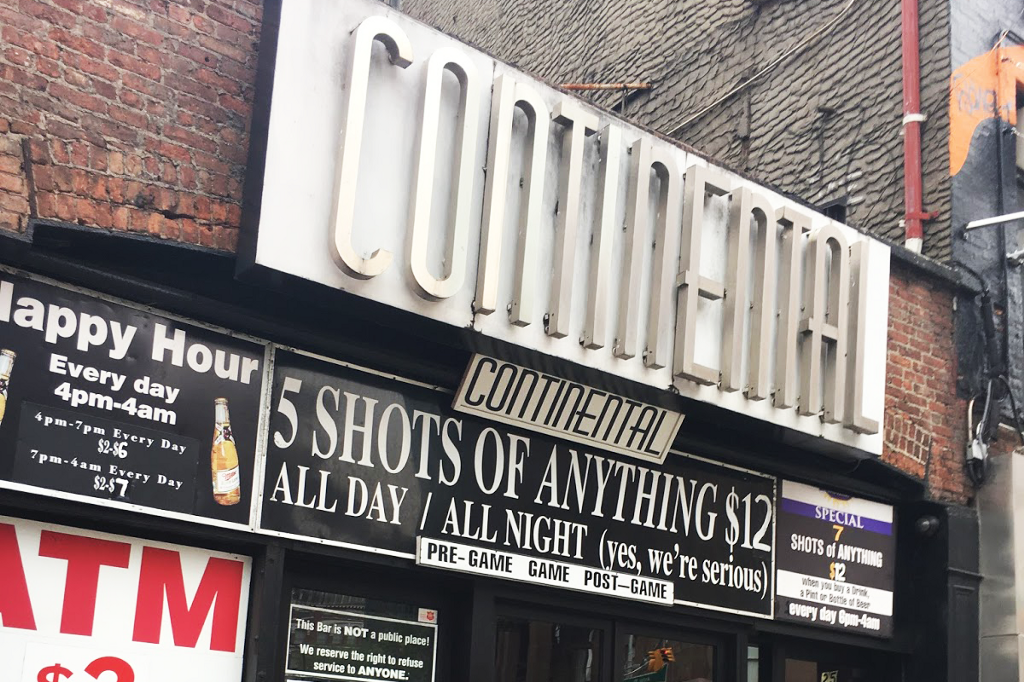 CONTINENTAL
CONTINENTAL
Happy Hour
Every day
4pm-4am
4pm-7pm Every Day
$2-$6
7pm-4am Every Day
$2-$7
5 SHOTS OF ANYTHING $12
ALL DAY / ALL NIGHT (yes, we're serious)
PRE-GAME GAME POST-GAME
SPECIAL
7
SHOTS of ANYTHING
$12
when you buy a Drink,
a Pint or Bottle of Beer
every day 6pm-4am
ATM
This Bar is NOT a public place!
We reserve the right to refuse
service to ANYONE.
25